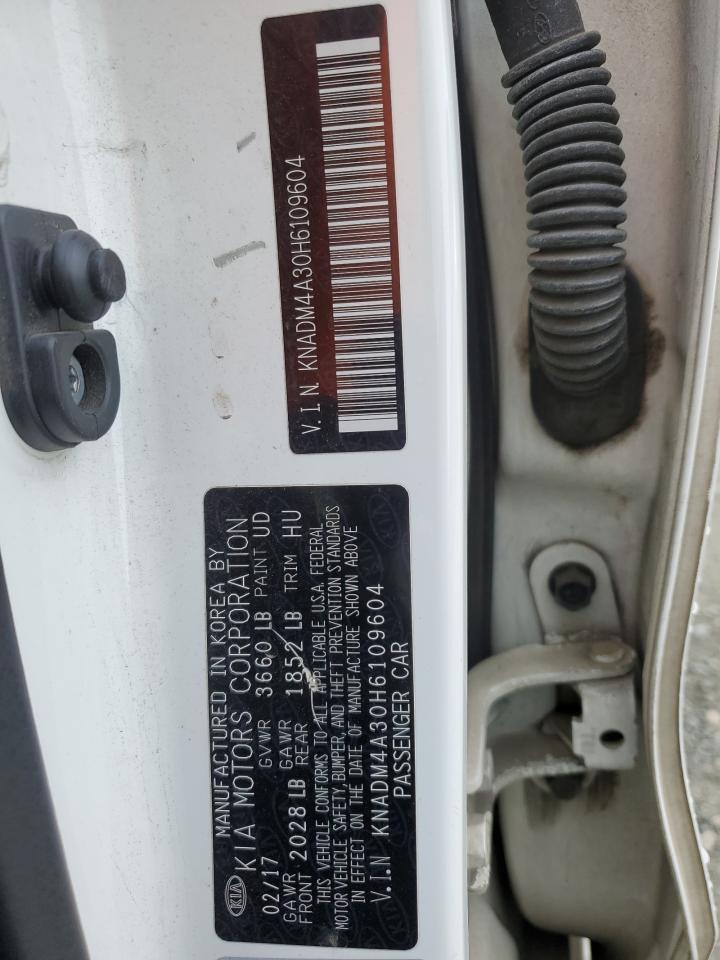 V.I.N KNADM4A30H6109604
KIA
MANUFACTURED IN KOREA BY
KIA MOTORS CORPORATION
02/17 GVWR 3660 LB PAINT UD
GAWR FRONT 2028 LB GAWR REAR 1852 LB TRIM HU
THIS VEHICLE CONFORMS TO ALL APPLICABLE U.S.A. FEDERAL
MOTOR VEHICLE SAFETY, BUMPER, AND THEFT PREVENTION STANDARDS
IN EFFECT ON THE DATE OF MANUFACTURE SHOWN ABOVE
V.I.N KNADM4A30H6109604
PASSENGER CAR